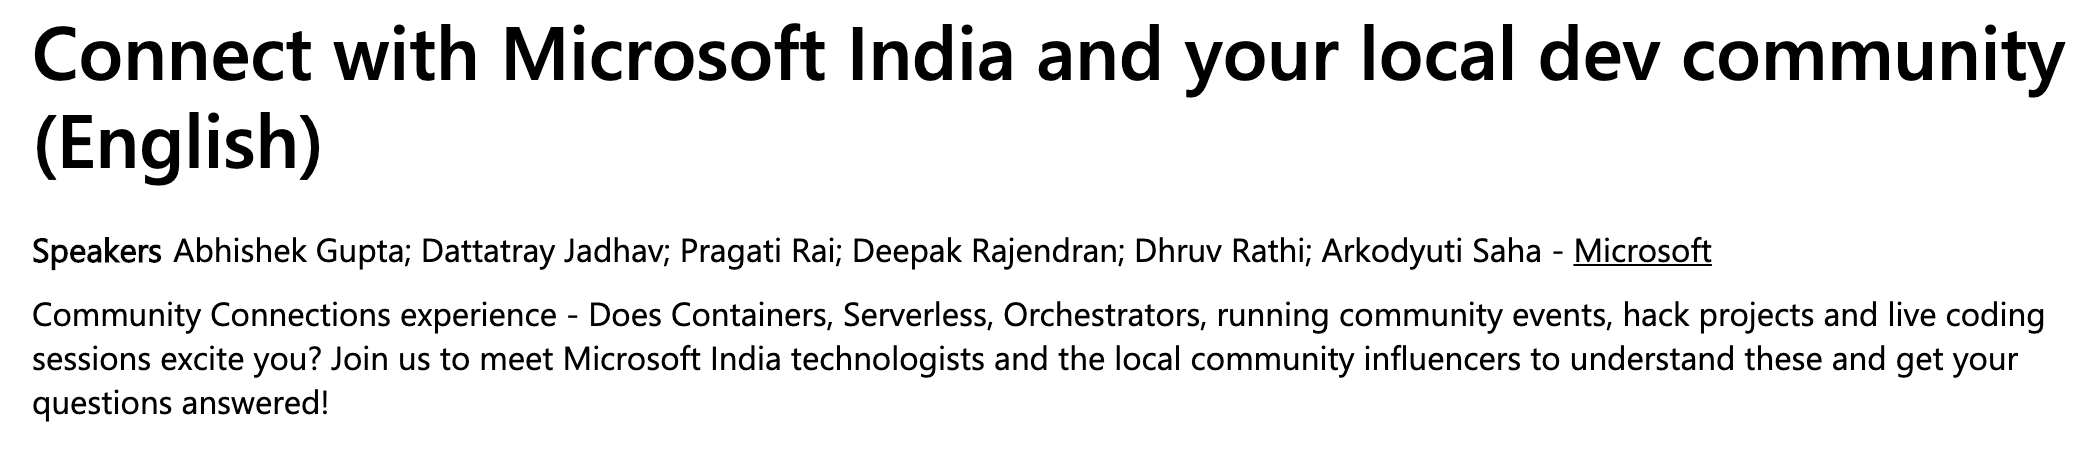 Connect with Microsoft India and your local dev community
(English)
Speakers Abhishek Gupta; Dattatray Jadhav; Pragati Rai; Deepak Rajendran; Dhruv Rathi; Arkodyuti Saha - Microsoft
Community Connections experience - Does Containers, Serverless, Orchestrators, running community events, hack projects and live coding
sessions excite you? Join us to meet Microsoft India technologists and the local community influencers to understand these and get your
questions answered!